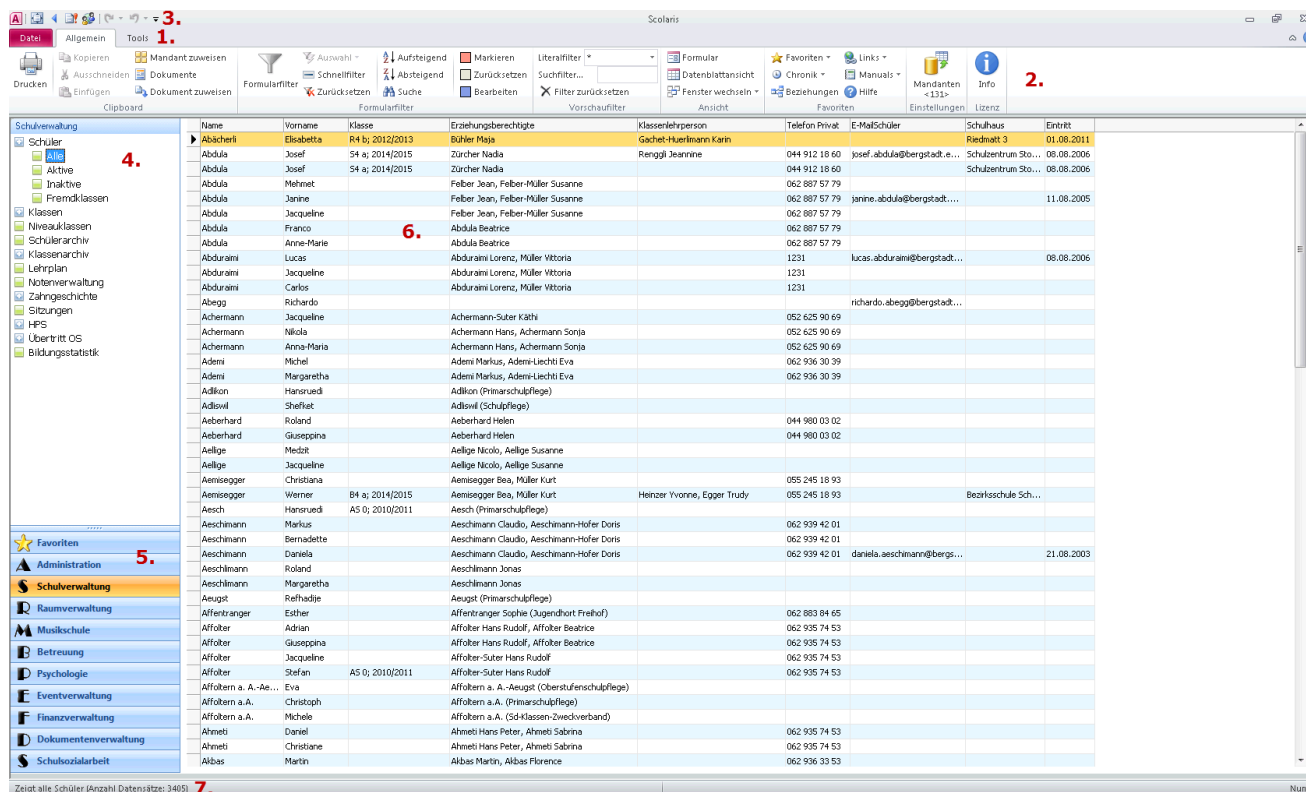 A 3. Scolaris
Datei Allgemein Tools 1.
Kopieren Mandant zuweisen Auswahl Aufsteigend Markieren Literalfilter * Formular Favoriten Links
Drucken Ausschneiden Dokumente Formularfilter Schnellfilter Absteigend Zurücksetzen Suchfilter... Datenblattansicht Chronik Manuals Mandanten <131> Info 2.
Einfügen Dokument zuweisen Zurücksetzen Suche Bearbeiten Filter zurücksetzen Fenster wechseln Beziehungen Hilfe
Clipboard Formularfilter Vorschaufilter Ansicht Favoriten Einstellungen Lizenz
Schulverwaltung
Schüler
Alle 4.
Aktive
Inaktive
Fremdklassen
Klassen
Niveauklassen
Schülerarchiv
Klassenarchiv
Lehrplan
Notenverwaltung
Zahngeschichte
Sitzungen
HPS
Übertritt OS
Bildungsstatistik
Favoriten
5.
Administration
Schulverwaltung
Raumverwaltung
Musikschule
Betreuung
Psychologie
Eventverwaltung
Finanzverwaltung
Dokumentenverwaltung
Schulsozialarbeit
Name Vorname Klasse Erziehungsberechtigte Klassenlehrperson Telefon Privat E-MailSchüler Schulhaus Eintritt
Abächerli Elisabetta R4 b; 2012/2013 Bühler Maja Gachet-Huerlimann Karin Riedmatt 3 01.08.2011
Abdula Josef S4 a; 2014/2015 Zürcher Nadia Renggli Jeannine 044 912 18 60 josef.abdula@bergstadt.e... Schulzentrum Sto... 08.08.2006
Abdula Josef S4 a; 2014/2015 Zürcher Nadia 044 912 18 60 Schulzentrum Sto... 08.08.2006
Abdula Mehmet Felber Jean, Felber-Müller Susanne 062 887 57 79
Abdula Janine Felber Jean, Felber-Müller Susanne 062 887 57 79 janine.abdula@bergstadt.... 11.08.2005
Abdula Jacqueline Felber Jean, Felber-Müller Susanne 062 887 57 79
Abdula Franco Abdula Beatrice 062 887 57 79
6.
Abdula Anne-Marie Abdula Beatrice 062 887 57 79
Abduraimi Lucas Abduraimi Lorenz, Müller Vittoria 1231 lucas.abduraimi@bergstadt... 08.08.2006
Abduraimi Jacqueline Abduraimi Lorenz, Müller Vittoria 1231
Abduraimi Carlos Abduraimi Lorenz, Müller Vittoria 1231
Abegg Richardo richardo.abegg@bergstadt...
Achermann Jacqueline Achermann-Suter Käthi 052 625 90 69
Achermann Nikola Achermann Hans, Achermann Sonja 052 625 90 69
Achermann Anna-Maria Achermann Hans, Achermann Sonja 052 625 90 69
Ademi Michel Ademi Markus, Ademi-Liechti Eva 062 936 30 39
Ademi Margaretha Ademi Markus, Ademi-Liechti Eva 062 936 30 39
Adlikon Hansruedi Adlikon (Primarschulpflege)
Adliswil Shefket Adliswil (Schulpflege)
Aeberhard Roland Aeberhard Helen 044 980 03 02
Aeberhard Giuseppina Aeberhard Helen 044 980 03 02
Aellige Medzit Aellige Nicolo, Aellige Susanne
Aellige Jacqueline Aellige Nicolo, Aellige Susanne
Aemisegger Christiana Aemisegger Bea, Müller Kurt 055 245 18 93
Aemisegger Werner B4 a; 2014/2015 Aemisegger Bea, Müller Kurt Heinzer Yvonne, Egger Trudy 055 245 18 93 Bezirksschule Sch...
Aesch Hansruedi AS 0; 2010/2011 Aesch (Primarschulpflege)
Aeschimann Markus Aeschimann Claudio, Aeschimann-Hofer Doris 062 939 42 01
Aeschimann Bernadette Aeschimann Claudio, Aeschimann-Hofer Doris 062 939 42 01
Aeschimann Daniela Aeschimann Claudio, Aeschimann-Hofer Doris 062 939 42 01 daniela.aeschimann@bergs... 21.08.2003
Aeschlimann Roland Aeschlimann Jonas
Aeschlimann Margaretha Aeschlimann Jonas
Aeugst Refhadije Aeugst (Primarschulpflege)
Affentranger Esther Affentranger Sophie (Jugendhort Freihof) 062 883 84 65
Affolter Adrian Affolter Hans Rudolf, Affolter Beatrice 062 935 74 53
Affolter Giuseppina Affolter Hans Rudolf, Affolter Beatrice 062 935 74 53
Affolter Jacqueline Affolter-Suter Hans Rudolf 062 935 74 53
Affolter Stefan AS 0; 2010/2011 Affolter-Suter Hans Rudolf 062 935 74 53
Affoltern a. A.-Ae... Eva Affoltern a. A.-Aeugst (Oberstufenschulpflege)
Affoltern a.A. Christoph Affoltern a.A. (Primarschulpflege)
Affoltern a.A. Michele Affoltern a.A. (Sd-Klassen-Zweckverband)
Ahmeti Daniel Ahmeti Hans Peter, Ahmeti Sabrina 062 935 74 53
Ahmeti Christiane Ahmeti Hans Peter, Ahmeti Sabrina 062 935 74 53
Akbas Martin Akbas Martin, Akbas Florence 062 936 33 53
Zeigt alle Schüler (Anzahl Datensätze: 3405) 7. Num